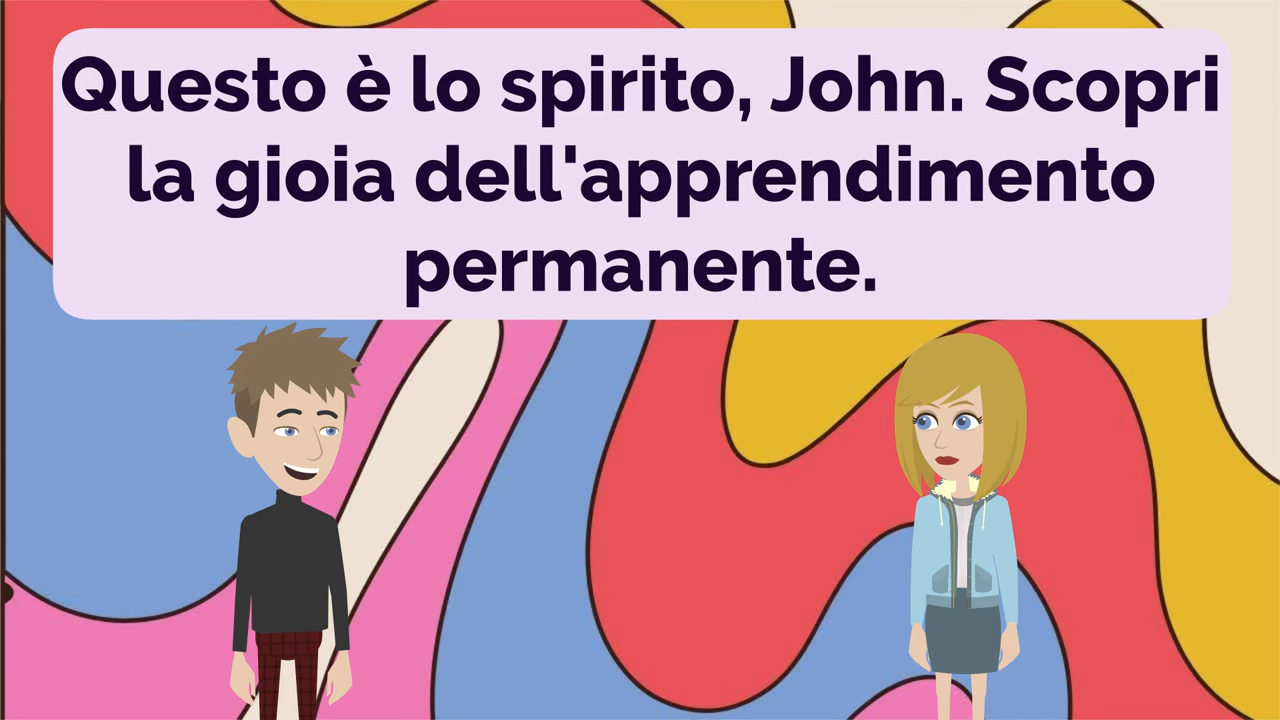 Questo è lo spirito, John. Scopri
la gioia dell'apprendimento
permanente.